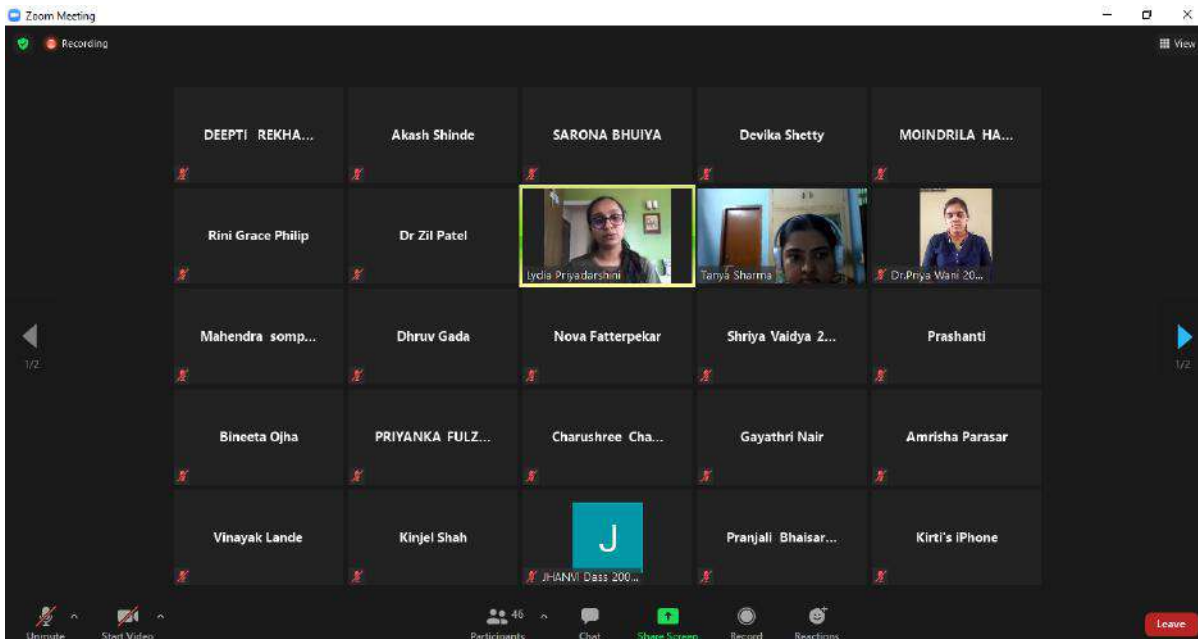 Zoom Meeting
Recording
View
DEEPTI REKHA...
Akash Shinde
SARONA BHUIYA
Devika Shetty
MOINDRILA HA...
Rini Grace Philip
Dr Zil Patel
Lydia Priyadarshini
Tanya Sharma
Dr.Priya Wani 20...
Mahendra somp...
Dhruv Gada
Nova Fatterpekar
Shriya Vaidya 2...
Prashanti
1/2
1/2
Bineeta Ojha
PRIYANKA FULZ...
Charushree Cha...
Gayathri Nair
Amrisha Parasar
Vinayak Lande
Kinjel Shah
J
JHANVI Dass 200...
Pranjali Bhaisar...
Kirti's iPhone
46
Unmute
Start Video
Participants
Chat
Share Screen
Record
Reactions
Leave